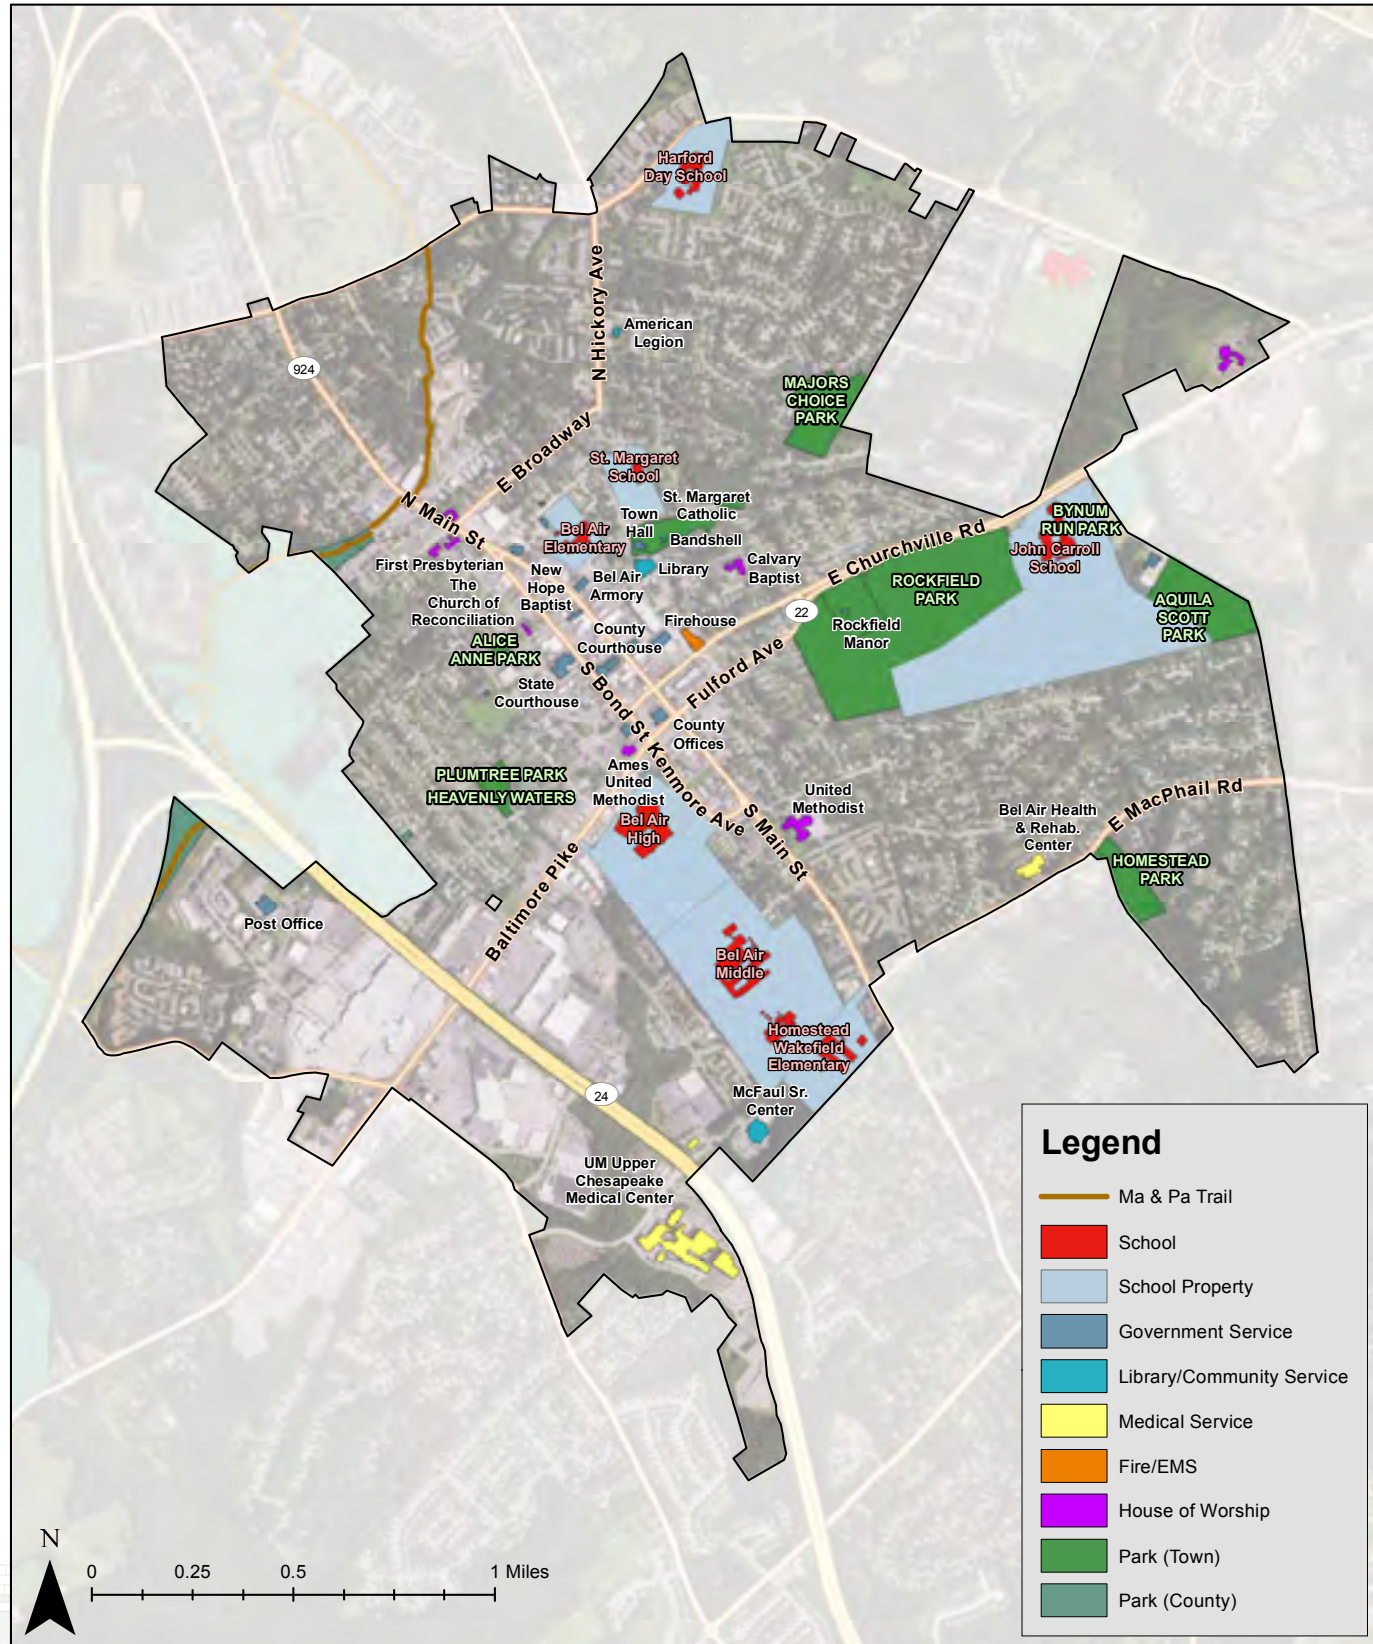 Harford
Day School
N Hickory Ave
American
Legion
924
MAJORS
CHOICE
PARK
E Broadway
St. Margaret
School
N Main St
St. Margaret
Catholic
Town
Hall
Bel Air
Elementary
Bandshell
BYNUM
RUN PARK
John Carroll
School
E Churchville Rd
First Presbyterian
New
Hope
Baptist
Bel Air
Armory
Library
Calvary
Baptist
The
Church of
Reconciliation
ROCKFIELD
PARK
AQUILA
SCOTT
PARK
22
Firehouse
County
Courthouse
Rockfield
Manor
ALICE
ANNE PARK
State
Courthouse
Fulford Ave
S Bond St
County
Offices
Kenmore Ave
Ames
United
Methodist
PLUMTREE PARK
HEAVENLY WATERS
United
Methodist
S Main St
Bel Air
High
Bel Air Health
& Rehab.
Center
E MacPhail Rd
HOMESTEAD
PARK
Baltimore Pike
Post Office
Bel Air
Middle
Homestead
Wakefield
Elementary
24
McFaul Sr.
Center
UM Upper
Chesapeake
Medical Center
Legend
Ma & Pa Trail
School
School Property
Government Service
Library/Community Service
Medical Service
Fire/EMS
House of Worship
Park (Town)
Park (County)
N
0 0.25 0.5 1 Miles